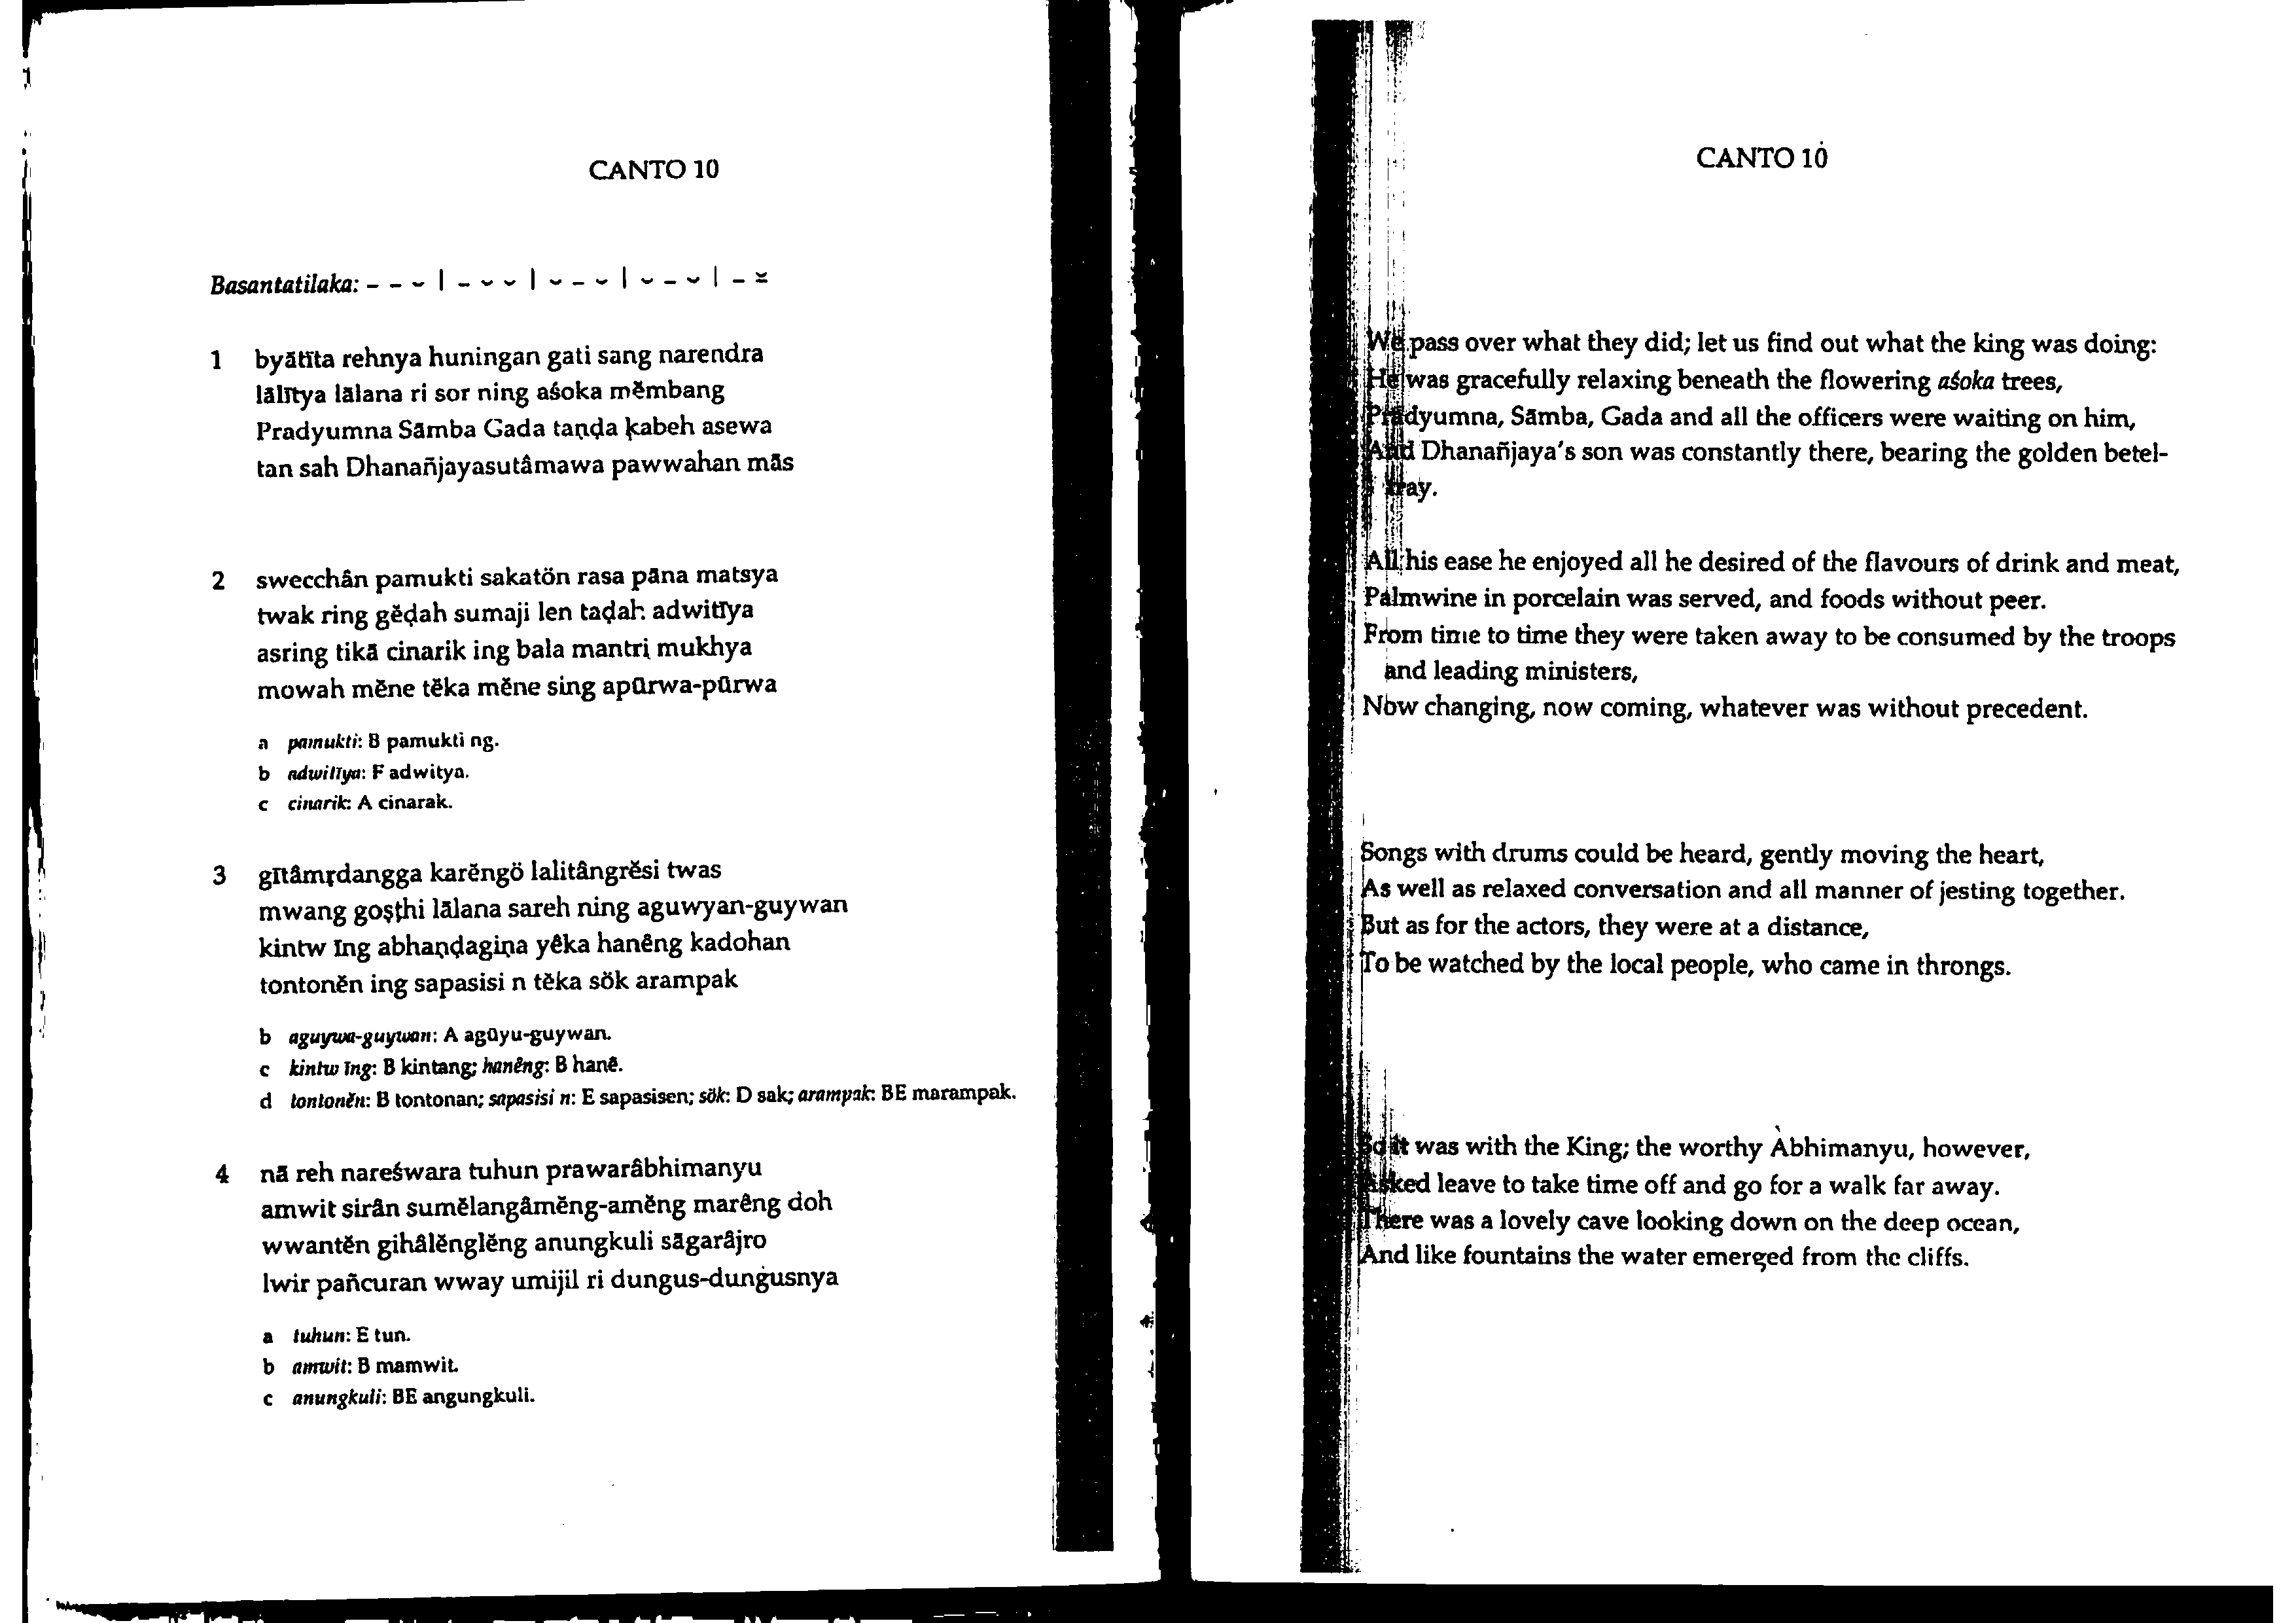 CANTO 10
Basantatilaka: – – ⏑ | – ⏑ ⏑ | ⏑ – ⏑ | ⏑ – ⏑ | – ⏓
1 byātīta rehnya huningan gati sang narendra
lālītya lālana ri sor ning aśoka mĕmbang
Pradyumna Sāmba Gada taṇḍa kabeh asewa
tan sah Dhanañjayasutâmawa pawwahan mās
2 swecchân pamukti sakatön rasa pāna matsya
twak ring gĕḍah sumaji len taḍah adwitīya
asring tikā cinarik ing bala mantri mukhya
mowah mĕne tĕka mĕne sing apūrwa-pūrwa
a pamukti: B pamukti ng.
b adwitīya: F adwitya.
c cinarik: A cinarak.
3 gītâmṛdangga karĕngö lalitângrĕsi twas
mwang goṣṭhi lālana sareh ning aguwyan-guywan
kintw īng abhaṇḍagiṇa yêka hanêng kadohan
tontonĕn ing sapasisi n tĕka sök arampak
b aguywa-guywan: A agūyu-guywan.
c kintw īng: B kintang; hanêng: B hanê.
d tontonĕn: B tontonan; sapasisi n: E sapasisen; sök: D sak; arampak: BE marampak.
4 nā reh nareśwara tuhun prawarâbhimanyu
amwit sirân sumĕlangâmĕng-amĕng marêng doh
wwantĕn gihâlĕnglĕng anungkuli sāgarâjro
lwir pañcuran wway umijil ri dungus-dungusnya
a tuhun: E tun.
b amwit: B mamwit.
c anungkuli: BE angungkuli.
CANTO 10
We pass over what they did; let us find out what the king was doing:
He was gracefully relaxing beneath the flowering aśoka trees,
Pradyumna, Sāmba, Gada and all the officers were waiting on him,
And Dhanañjaya's son was constantly there, bearing the golden betel-
tray.
All his ease he enjoyed all he desired of the flavours of drink and meat,
Palmwine in porcelain was served, and foods without peer.
From time to time they were taken away to be consumed by the troops
and leading ministers,
Now changing, now coming, whatever was without precedent.
Songs with drums could be heard, gently moving the heart,
As well as relaxed conversation and all manner of jesting together.
But as for the actors, they were at a distance,
To be watched by the local people, who came in throngs.
So it was with the King; the worthy Abhimanyu, however,
Asked leave to take time off and go for a walk far away.
There was a lovely cave looking down on the deep ocean,
And like fountains the water emerged from the cliffs.